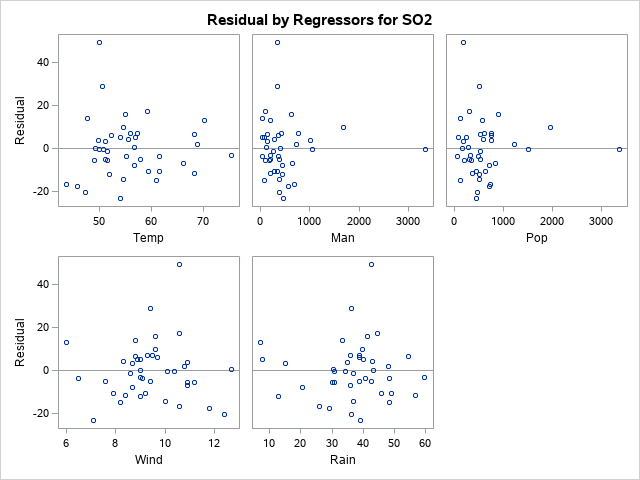 Residual by Regressors for SO2
Residual
40
20
0
-20
50 60 70
Temp
0 1000 2000 3000
Man
0 1000 2000 3000
Pop
Residual
40
20
0
-20
6 8 10 12
Wind
10 20 30 40 50 60
Rain